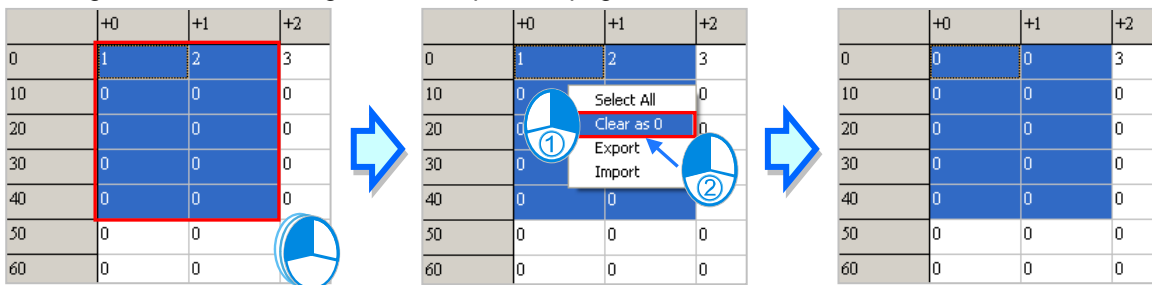 +0 +1 +2
0 1 2 3
10 0 0 0
20 0 0 0
30 0 0 0
40 0 0 0
50 0 0 0
60 0 0
+0 +1 +2
0 1 2 3
10 0 Select All 0
20 0 Clear as 0 0
①
30 0 Export
Import
40 0 0
②
50 0 0 0
60 0 0 0
+0 +1 +2
0 0 0 3
10 0 0 0
20 0 0 0
30 0 0 0
40 0 0 0
50 0 0 0
60 0 0 0